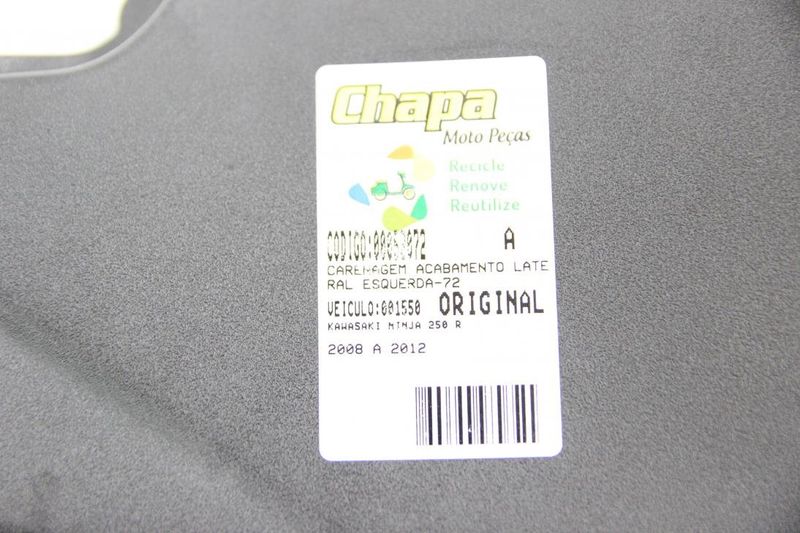 Chapa
Moto Peças
Recicle
Renove
Reutilize
A
CARENAGEM ACABAMENTO LATE
RAL ESQUERDA-72
VEICULO:001550 ORIGINAL
KAWASAKI NINJA 250 R
2008 A 2012